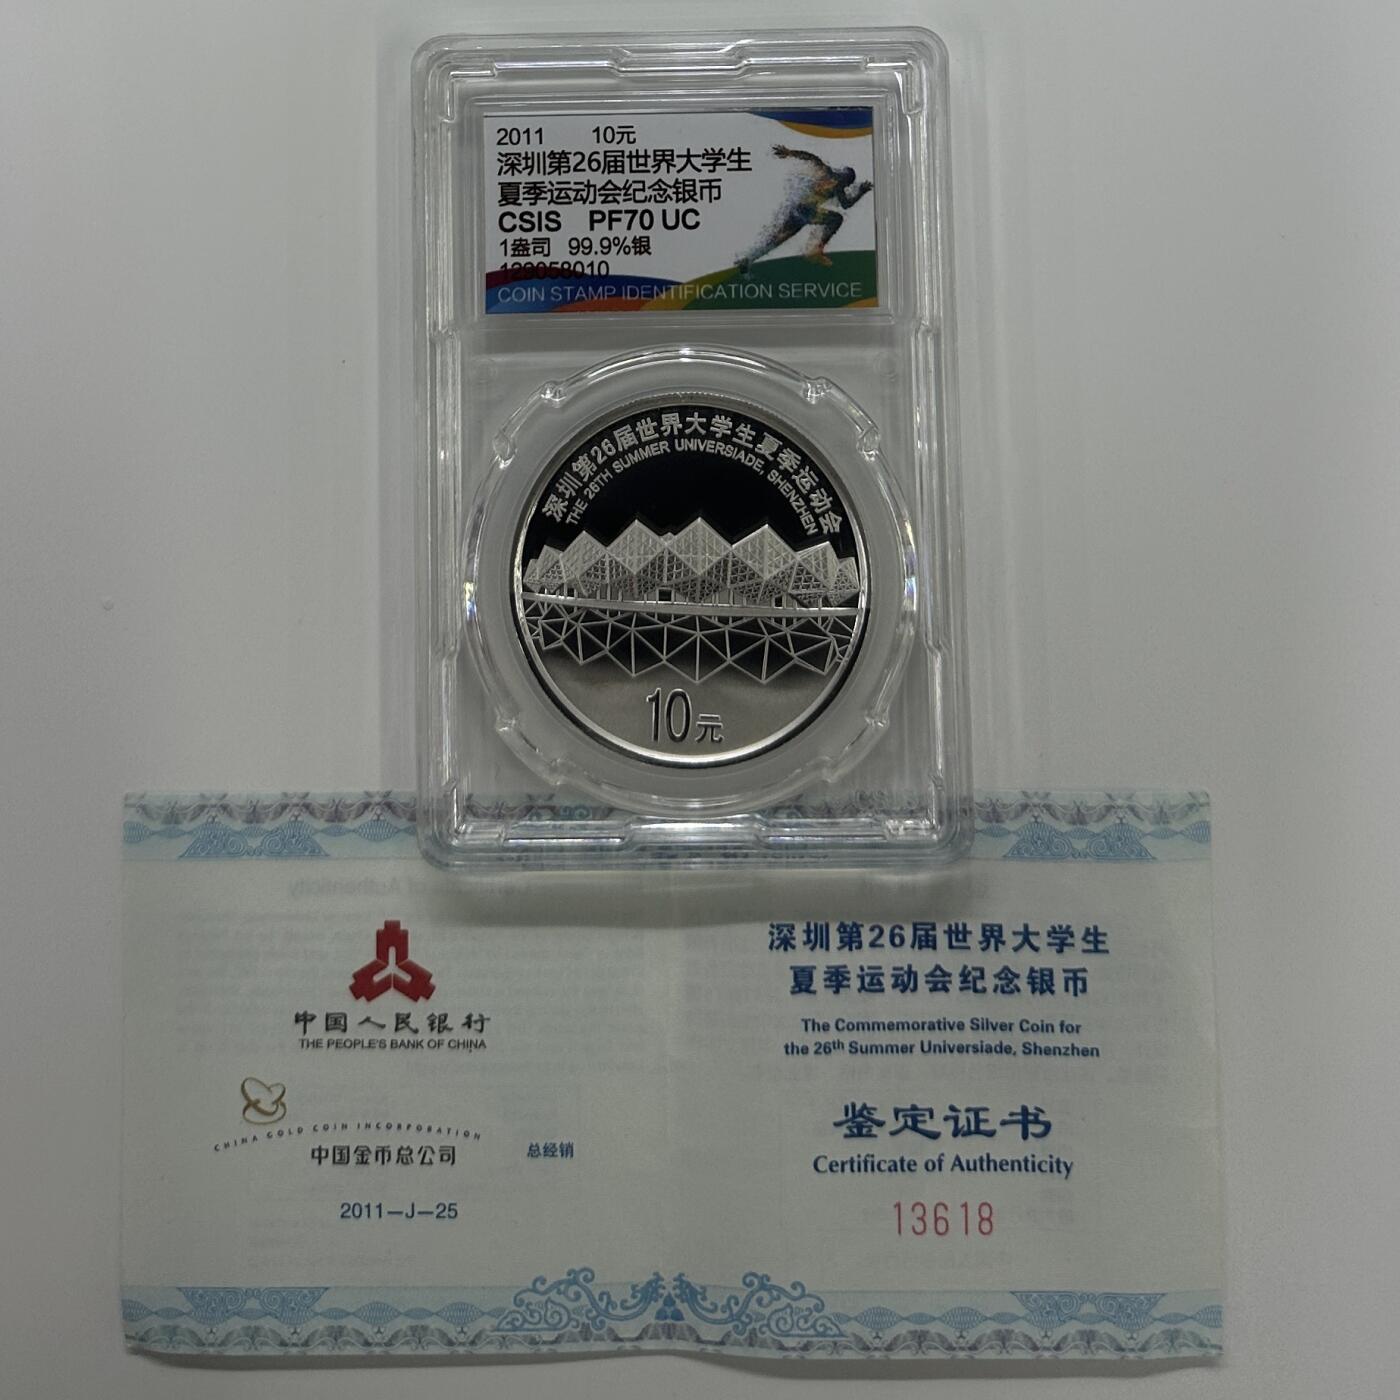 2011 10元
深圳第26届世界大学生
夏季运动会纪念银币
CSIS PF70 UC
1盎司 99.9%银
129058010
COIN STAMP IDENTIFICATION SERVICE
深圳第26届世界大学生夏季运动会
THE 26TH SUMMER UNIVERSIADE, SHENZHEN
10元
中国人民银行
THE PEOPLE'S BANK OF CHINA
CHINA GOLD COIN INCORPORATION
中国金币总公司 总经销
2011—J—25
深圳第26届世界大学生
夏季运动会纪念银币
The Commemorative Silver Coin for
the 26th Summer Universiade, Shenzhen
鉴定证书
Certificate of Authenticity
13618